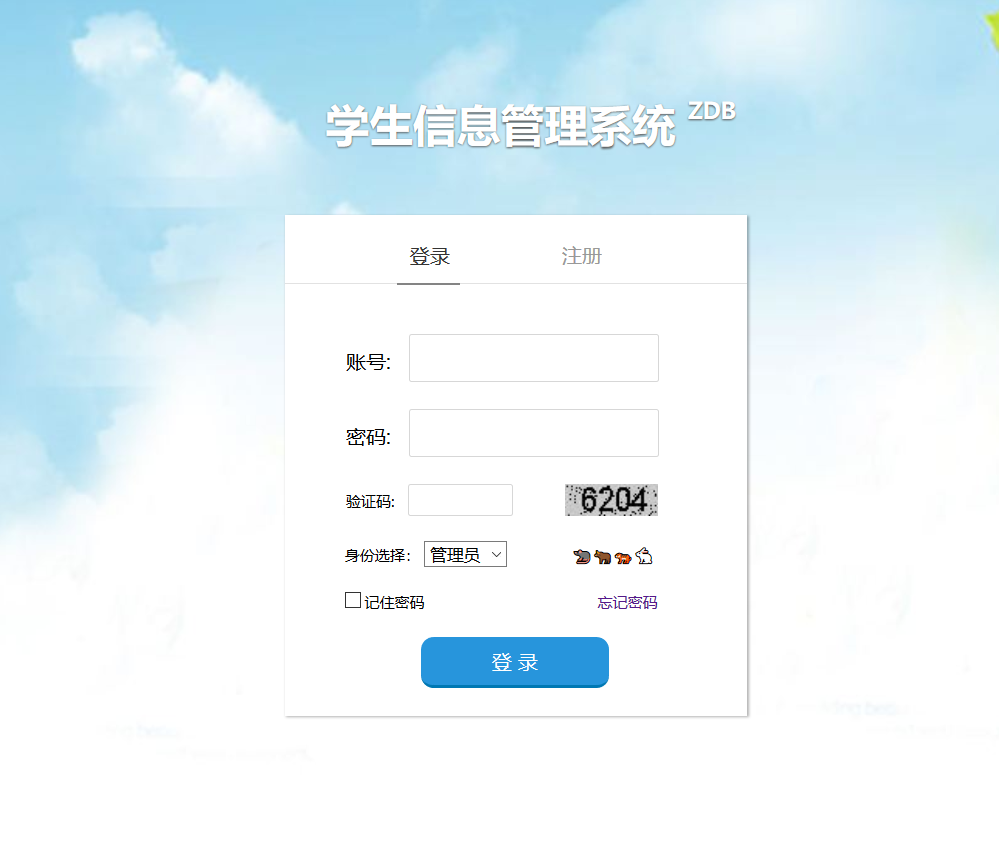 学生信息管理系统 ZDB
登录 注册
账号:
密码:
验证码: 6204
身份选择： 管理员
记住密码 忘记密码
登 录